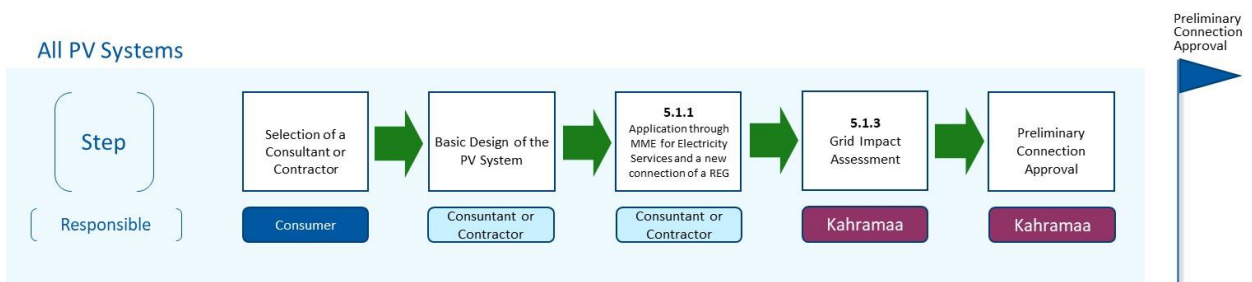 Preliminary
Connection
Approval
All PV Systems
Step
Selection of a
Consultant or
Contractor
Basic Design of the
PV System
5.1.1
Application through
MME for Electricity
Services and a new
connection of a REG
5.1.3
Grid Impact
Assessment
Preliminary
Connection
Approval
Responsible
Consumer
Consuntant or
Contractor
Consuntant or
Contractor
Kahramaa
Kahramaa